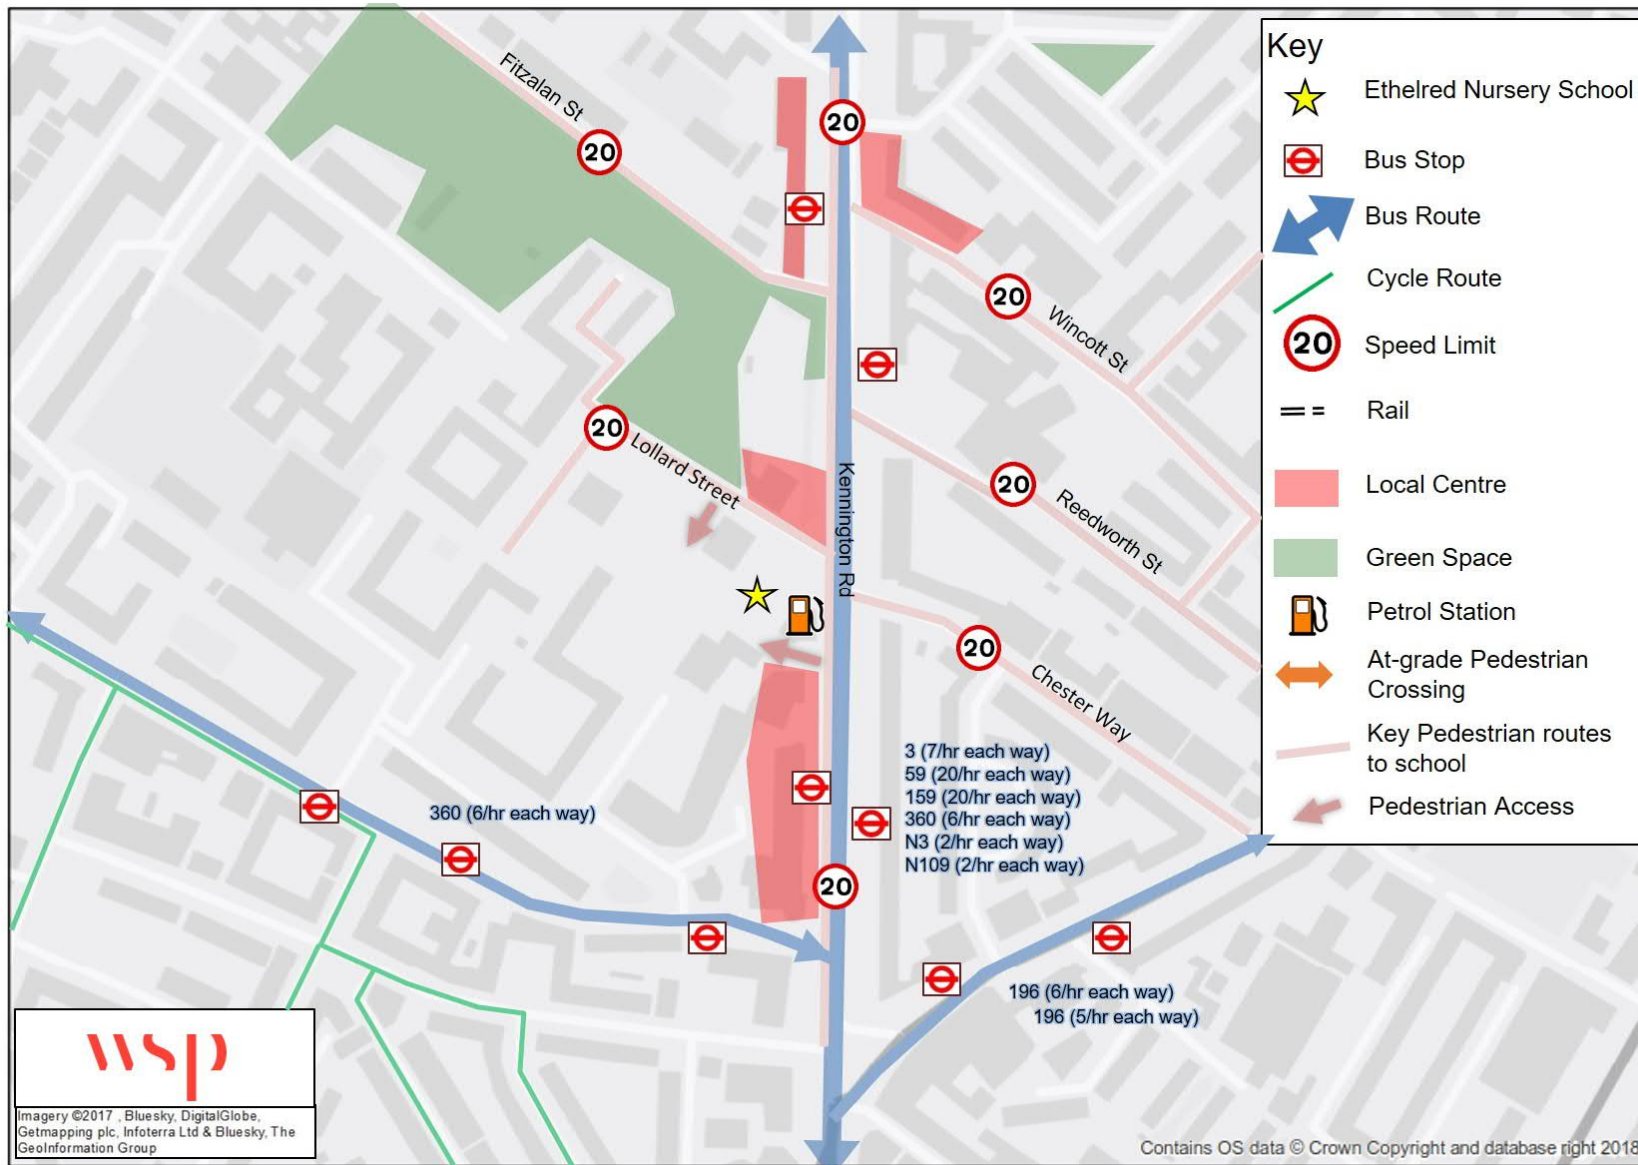 Key
Ethelred Nursery School
Bus Stop
Bus Route
Cycle Route
20
Speed Limit
Rail
Local Centre
Green Space
Petrol Station
At-grade Pedestrian
Crossing
Key Pedestrian routes
to school
Pedestrian Access
Fitzalan St
20
20
20
Wincott St
20
Lollard Street
Kennington Rd
20
Reedworth St
20
Chester Way
3 (7/hr each way)
59 (20/hr each way)
159 (20/hr each way)
360 (6/hr each way)
N3 (2/hr each way)
N109 (2/hr each way)
360 (6/hr each way)
20
196 (6/hr each way)
196 (5/hr each way)
wsp
Imagery ©2017 , Bluesky, DigitalGlobe,
Getmapping plc, Infoterra Ltd & Bluesky, The
GeoInformation Group
Contains OS data © Crown Copyright and database right 2018